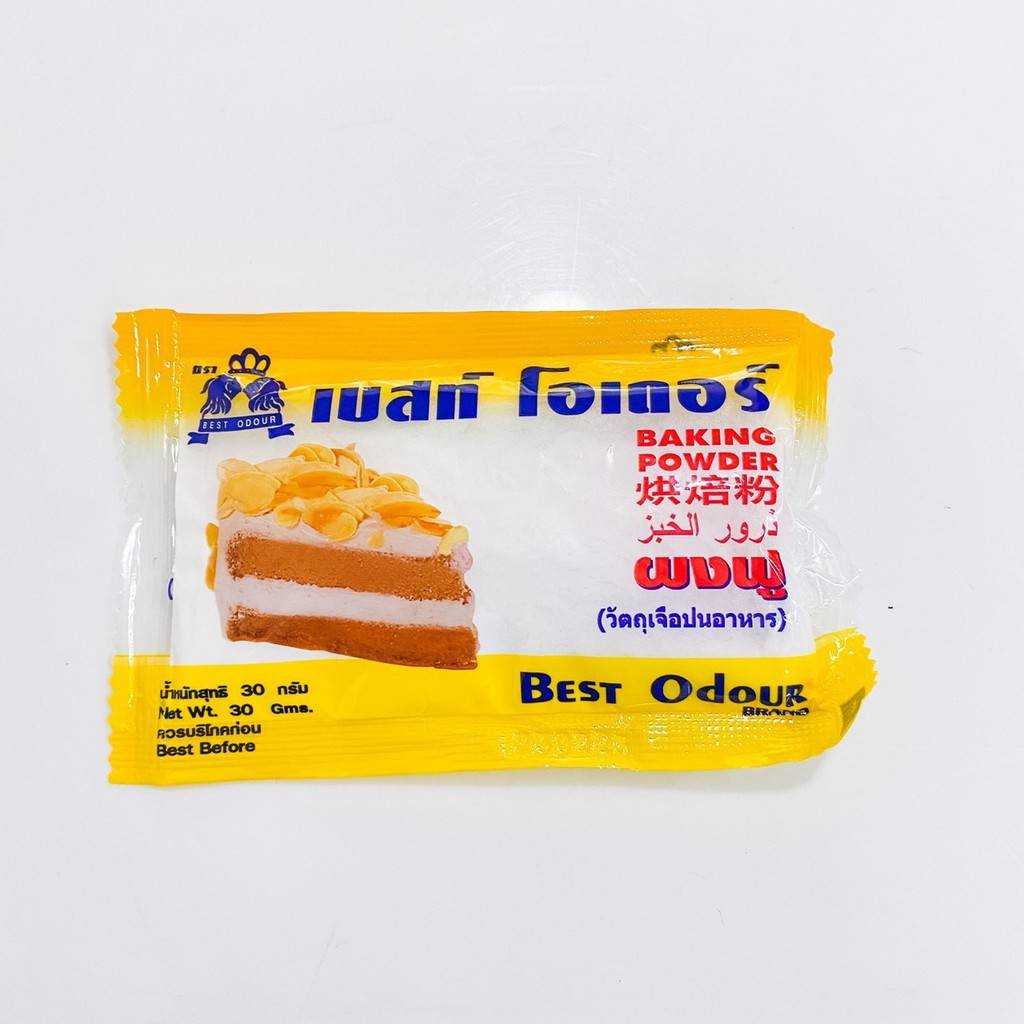 ตรา
BEST ODOUR
เบสท์ โอเดอร์
BAKING
POWDER
烘焙粉
ذرور الخبز
ผงฟู
(วัตถุเจือปนอาหาร)
น้ำหนักสุทธิ 30 กรัม
Net Wt. 30 Gms.
ควรบริโภคก่อน
Best Before
BEST ODOUR
BRAND